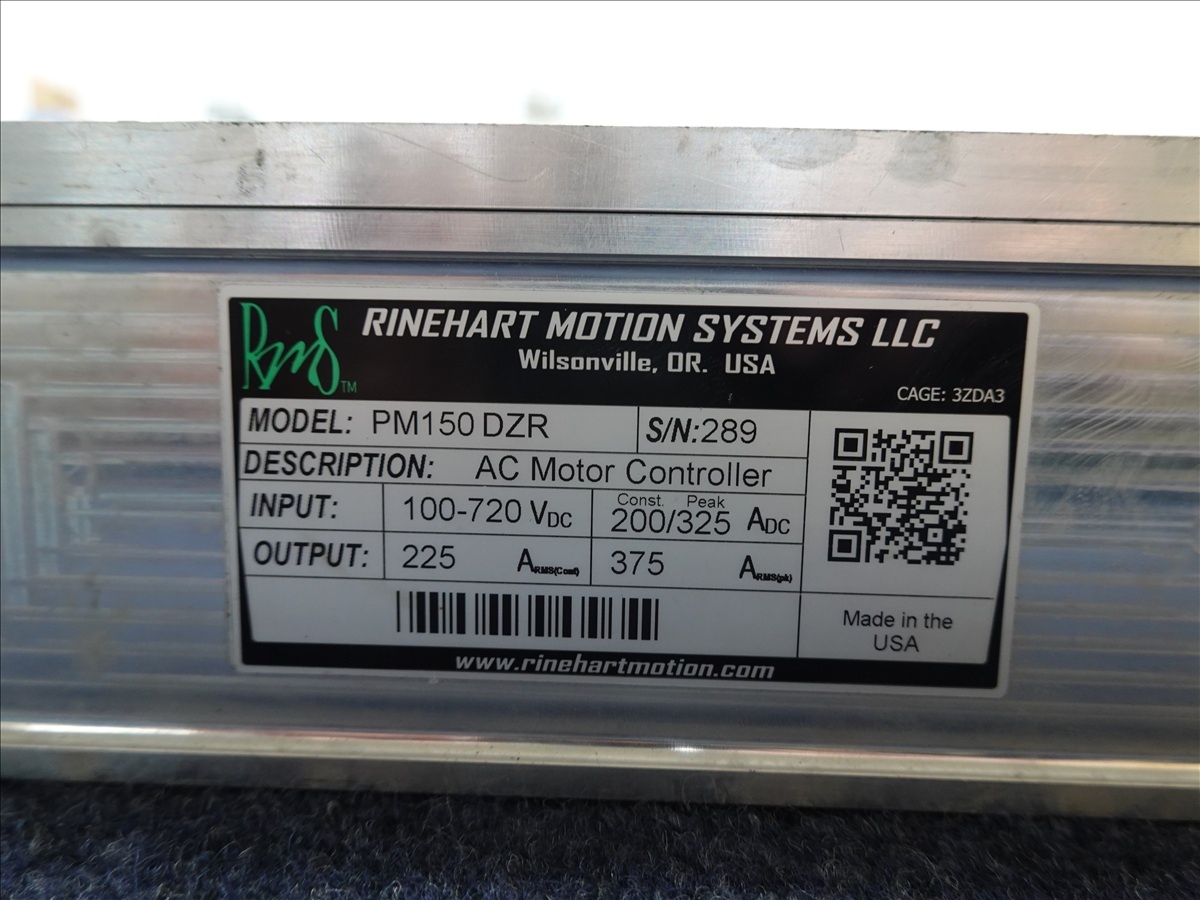 RMS™ RINEHART MOTION SYSTEMS LLC
Wilsonville, OR. USA
CAGE: 3ZDA3
MODEL: PM150 DZR S/N:289
DESCRIPTION: AC Motor Controller
INPUT: 100-720 VDC Const. Peak 200/325 ADC
OUTPUT: 225 ARMS(Cont) 375 ARMS(pk)
Made in the
USA
www.rinehartmotion.com